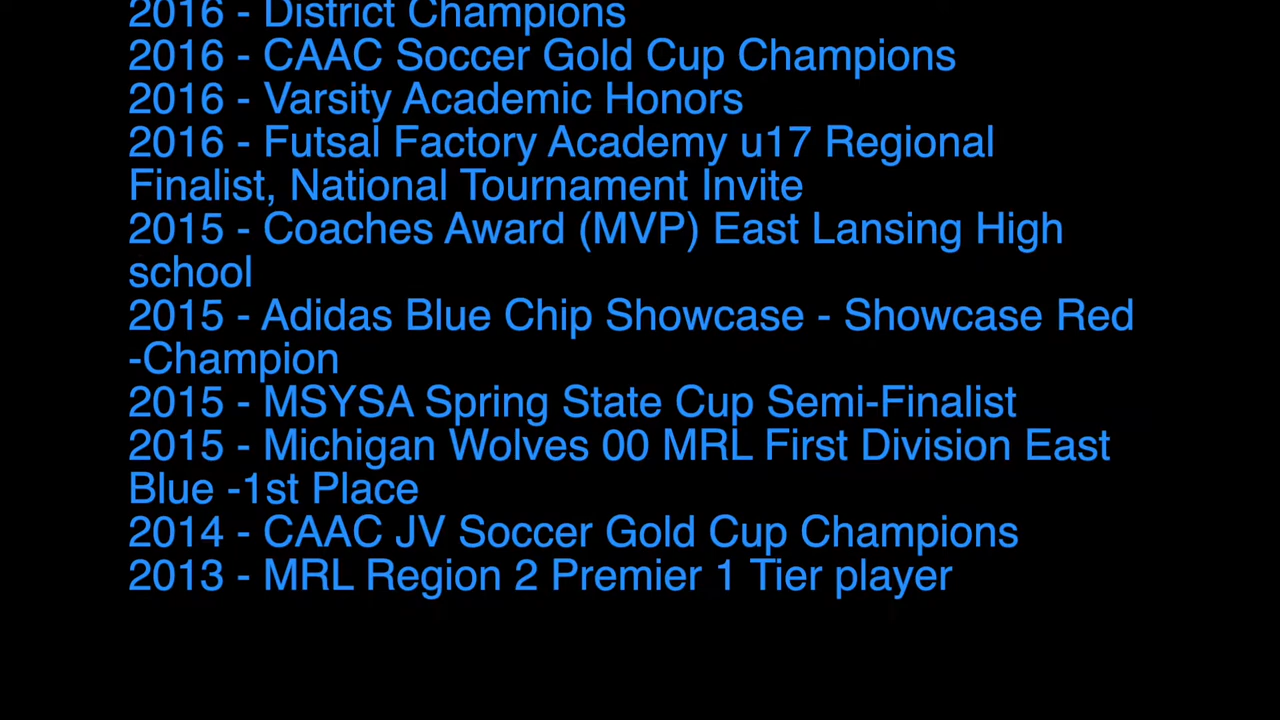 2016 - District Champions
2016 - CAAC Soccer Gold Cup Champions
2016 - Varsity Academic Honors
2016 - Futsal Factory Academy u17 Regional
Finalist, National Tournament Invite
2015 - Coaches Award (MVP) East Lansing High
school
2015 - Adidas Blue Chip Showcase - Showcase Red
-Champion
2015 - MSYSA Spring State Cup Semi-Finalist
2015 - Michigan Wolves 00 MRL First Division East
Blue -1st Place
2014 - CAAC JV Soccer Gold Cup Champions
2013 - MRL Region 2 Premier 1 Tier player